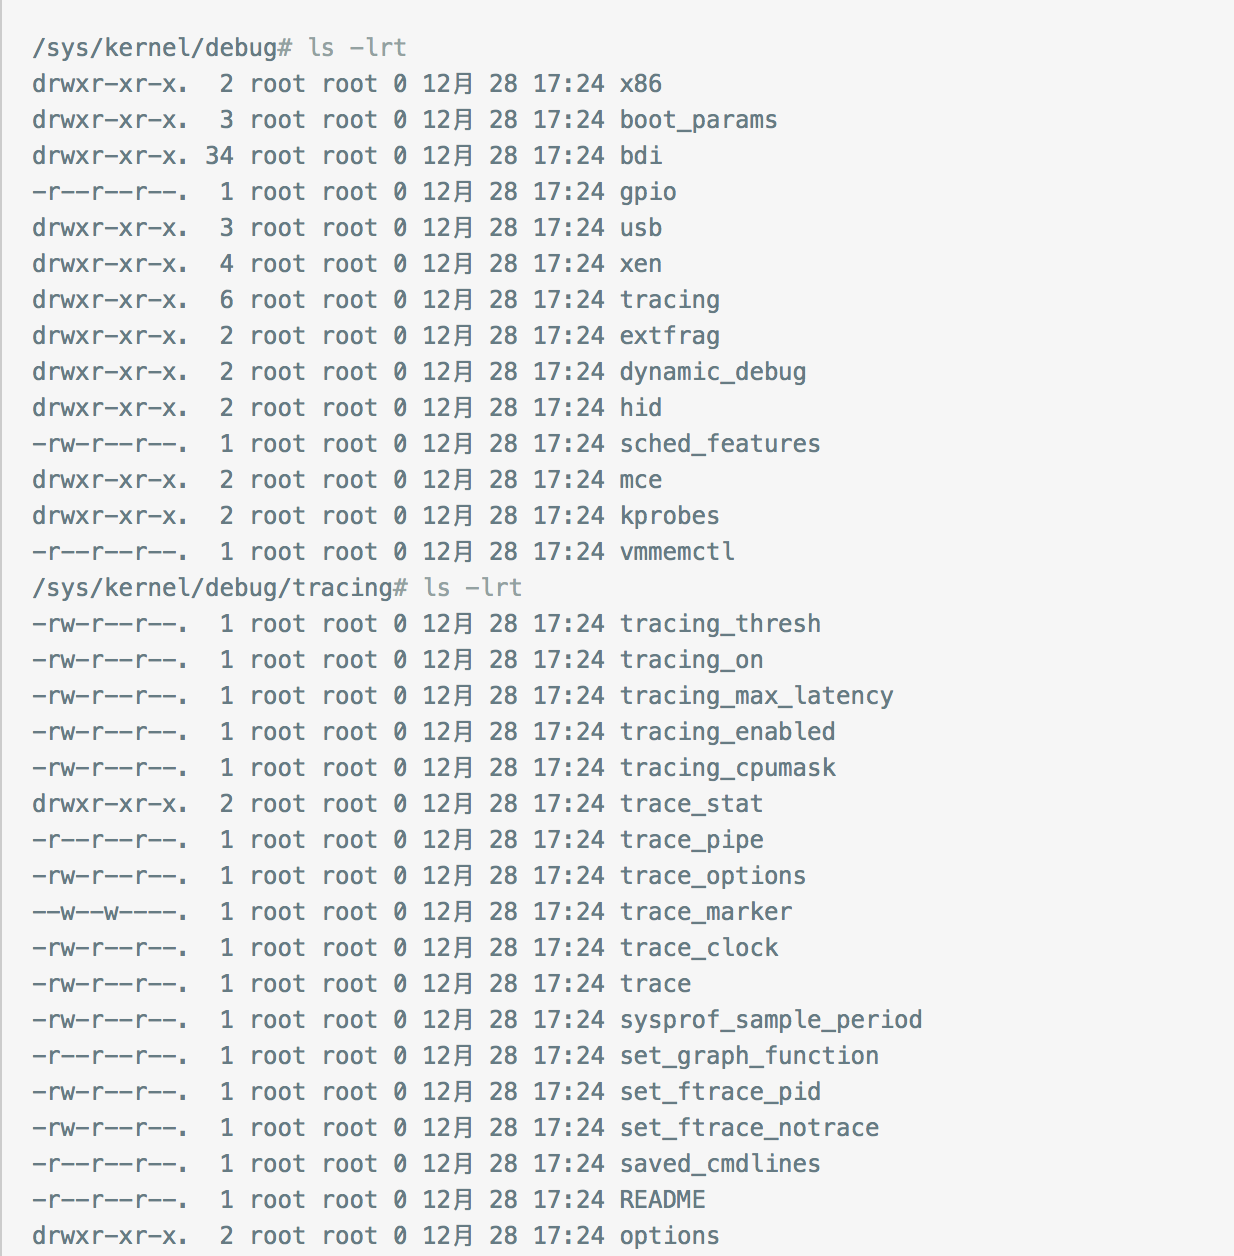 /sys/kernel/debug# ls -lrt
drwxr-xr-x.  2 root root 0 12月 28 17:24 x86
drwxr-xr-x.  3 root root 0 12月 28 17:24 boot_params
drwxr-xr-x. 34 root root 0 12月 28 17:24 bdi
-r--r--r--.  1 root root 0 12月 28 17:24 gpio
drwxr-xr-x.  3 root root 0 12月 28 17:24 usb
drwxr-xr-x.  4 root root 0 12月 28 17:24 xen
drwxr-xr-x.  6 root root 0 12月 28 17:24 tracing
drwxr-xr-x.  2 root root 0 12月 28 17:24 extfrag
drwxr-xr-x.  2 root root 0 12月 28 17:24 dynamic_debug
drwxr-xr-x.  2 root root 0 12月 28 17:24 hid
-rw-r--r--.  1 root root 0 12月 28 17:24 sched_features
drwxr-xr-x.  2 root root 0 12月 28 17:24 mce
drwxr-xr-x.  2 root root 0 12月 28 17:24 kprobes
-r--r--r--.  1 root root 0 12月 28 17:24 vmmemctl
/sys/kernel/debug/tracing# ls -lrt
-rw-r--r--.  1 root root 0 12月 28 17:24 tracing_thresh
-rw-r--r--.  1 root root 0 12月 28 17:24 tracing_on
-rw-r--r--.  1 root root 0 12月 28 17:24 tracing_max_latency
-rw-r--r--.  1 root root 0 12月 28 17:24 tracing_enabled
-rw-r--r--.  1 root root 0 12月 28 17:24 tracing_cpumask
drwxr-xr-x.  2 root root 0 12月 28 17:24 trace_stat
-r--r--r--.  1 root root 0 12月 28 17:24 trace_pipe
-rw-r--r--.  1 root root 0 12月 28 17:24 trace_options
--w--w----.  1 root root 0 12月 28 17:24 trace_marker
-rw-r--r--.  1 root root 0 12月 28 17:24 trace_clock
-rw-r--r--.  1 root root 0 12月 28 17:24 trace
-rw-r--r--.  1 root root 0 12月 28 17:24 sysprof_sample_period
-r--r--r--.  1 root root 0 12月 28 17:24 set_graph_function
-rw-r--r--.  1 root root 0 12月 28 17:24 set_ftrace_pid
-rw-r--r--.  1 root root 0 12月 28 17:24 set_ftrace_notrace
-r--r--r--.  1 root root 0 12月 28 17:24 saved_cmdlines
-r--r--r--.  1 root root 0 12月 28 17:24 README
drwxr-xr-x.  2 root root 0 12月 28 17:24 options